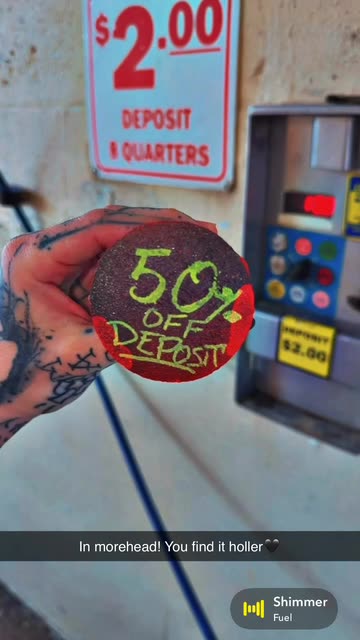 $2.00
DEPOSIT
8 QUARTERS
50%
OFF
DEPOSIT
DEPOSIT
$2.00
In morehead! You find it holler🖤
Shimmer
Fuel